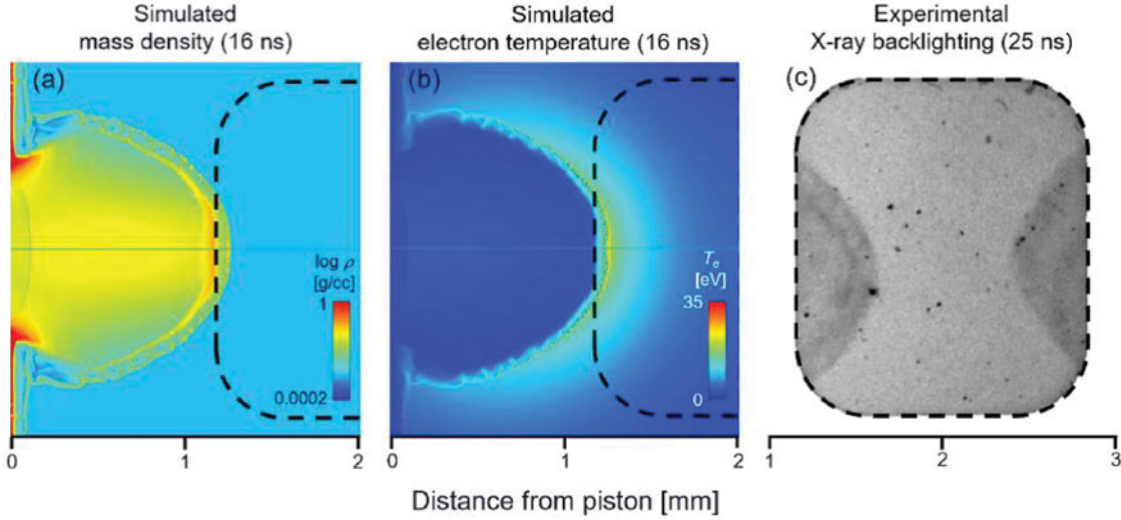 Simulated
mass density (16 ns)
Simulated
electron temperature (16 ns)
Experimental
X-ray backlighting (25 ns)
(a)
(b)
(c)
log ρ
[g/cc]
1
0.0002
Te
[eV]
35
0
0 1 2
0 1 2
1 2 3
Distance from piston [mm]